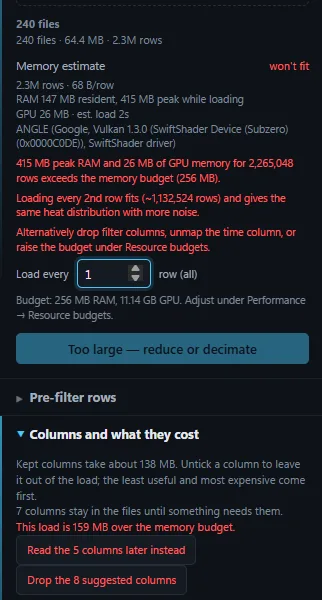 240 files
240 files · 64.4 MB · 2.3M rows
Memory estimate won't fit
2.3M rows · 68 B/row
RAM 147 MB resident, 415 MB peak while loading
GPU 26 MB · est. load 2s
ANGLE (Google, Vulkan 1.3.0 (SwiftShader Device (Subzero)
(0x0000C0DE)), SwiftShader driver)
415 MB peak RAM and 26 MB of GPU memory for 2,265,048
rows exceeds the memory budget (256 MB).
Loading every 2nd row fits (~1,132,524 rows) and gives the
same heat distribution with more noise.
Alternatively drop filter columns, unmap the time column, or
raise the budget under Resource budgets.
Load every 1 row (all)
Budget: 256 MB RAM, 11.14 GB GPU. Adjust under Performance
→ Resource budgets.
Too large — reduce or decimate
▶ Pre-filter rows
▼ Columns and what they cost
Kept columns take about 138 MB. Untick a column to leave
it out of the load; the least useful and most expensive come
first.
7 columns stay in the files until something needs them.
This load is 159 MB over the memory budget.
Read the 5 columns later instead
Drop the 8 suggested columns